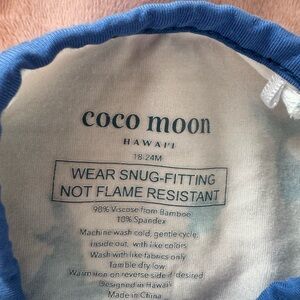 coco moon
HAWAI'I
18-24M
WEAR SNUG-FITTING
NOT FLAME RESISTANT
90% Viscose from Bamboo
10% Spandex
Machine wash cold, gentle cycle,
inside out, with like colors
Wash with like fabrics only
Tumble dry low
Warm iron on reverse side if desired
Designed in Hawaii
Made in China